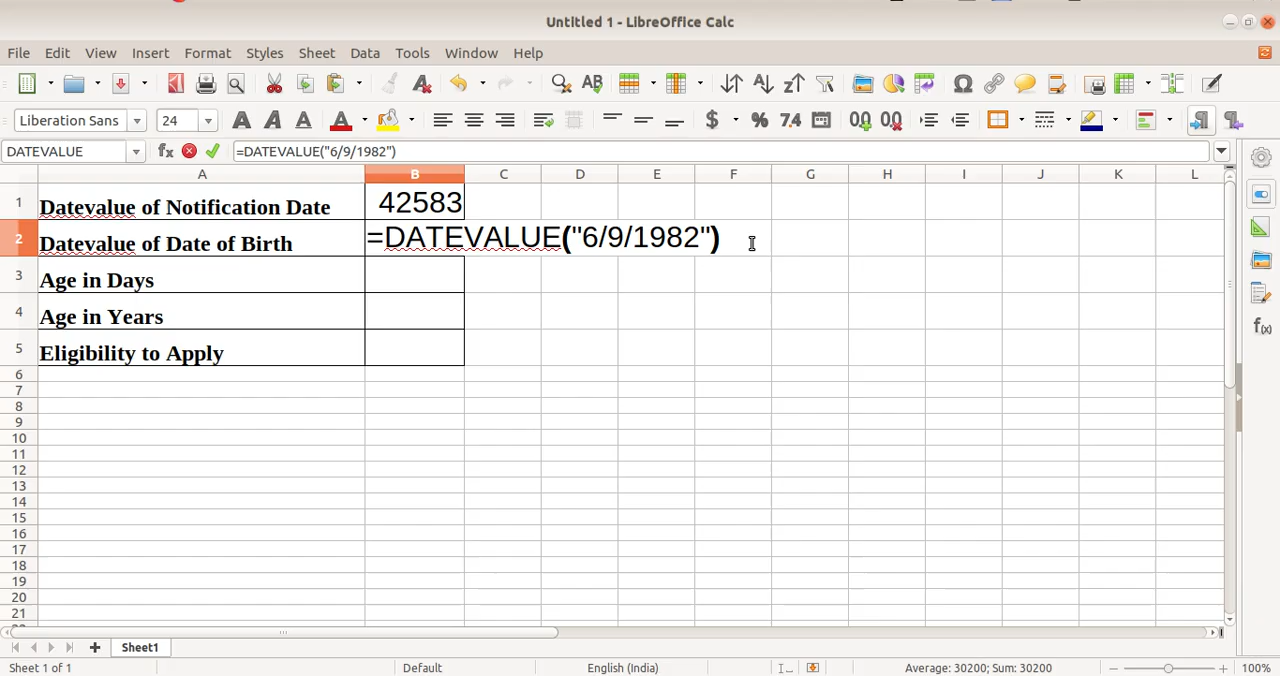 Untitled 1 - LibreOffice Calc
File Edit View Insert Format Styles Sheet Data Tools Window Help
Liberation Sans 24
DATEVALUE =DATEVALUE("6/9/1982")
A B C D E F G H I J K L
1 Datevalue of Notification Date 42583
2 Datevalue of Date of Birth =DATEVALUE("6/9/1982")
3 Age in Days
4 Age in Years
5 Eligibility to Apply
6
7
8
9
10
11
12
13
14
15
16
17
18
19
20
21
Sheet1
Sheet 1 of 1 Default English (India) Average: 30200; Sum: 30200 100%